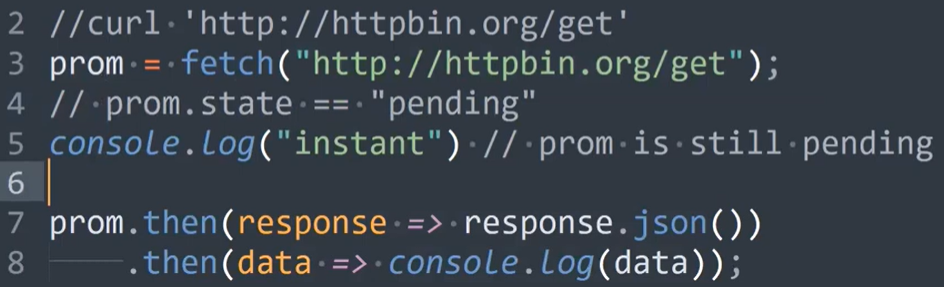 2 //curl 'http://httpbin.org/get'
3 prom = fetch("http://httpbin.org/get");
4 // prom.state == "pending"
5 console.log("instant") // prom is still pending
6
7 prom.then(response => response.json())
8     .then(data => console.log(data));